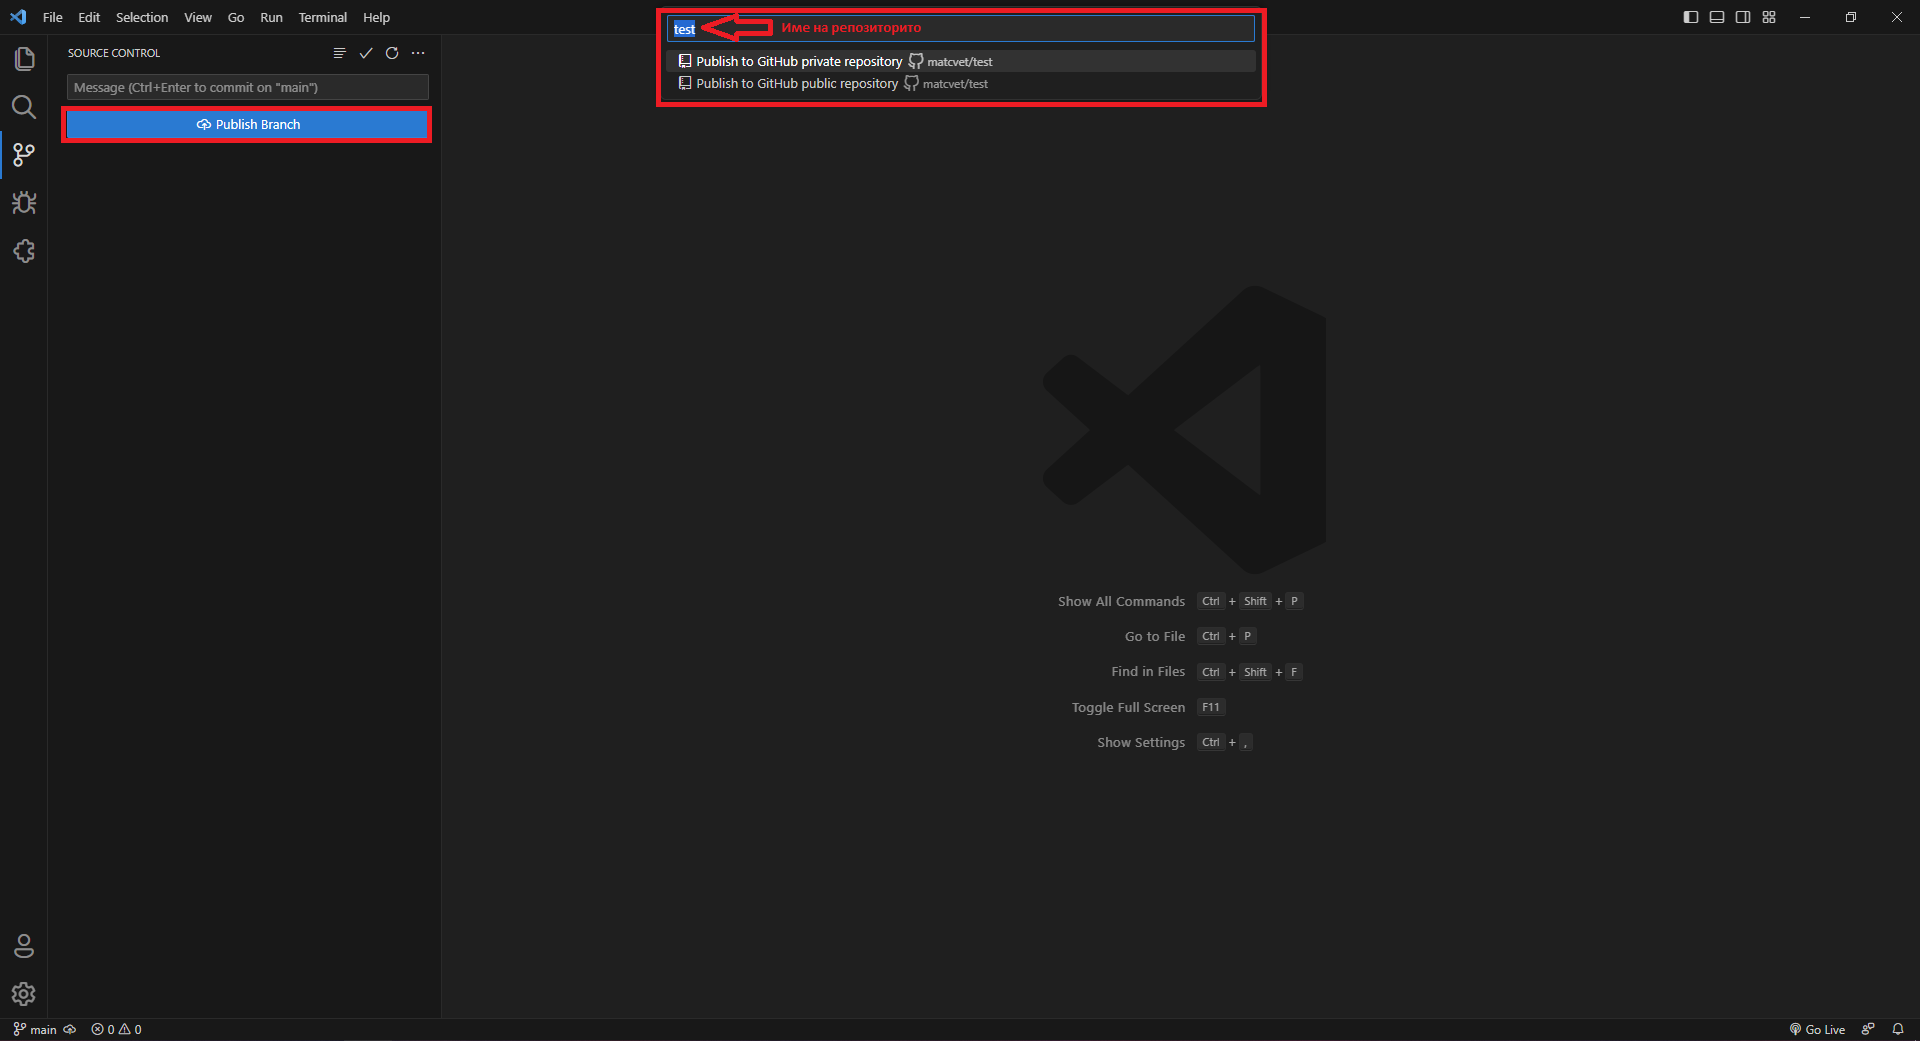 File Edit Selection View Go Run Terminal Help
test Име на репозиторито
Publish to GitHub private repository matcvet/test
Publish to GitHub public repository matcvet/test
SOURCE CONTROL
Message (Ctrl+Enter to commit on "main")
Publish Branch
Show All Commands Ctrl + Shift + P
Go to File Ctrl + P
Find in Files Ctrl + Shift + F
Toggle Full Screen F11
Show Settings Ctrl + ,
main 0 0 Go Live